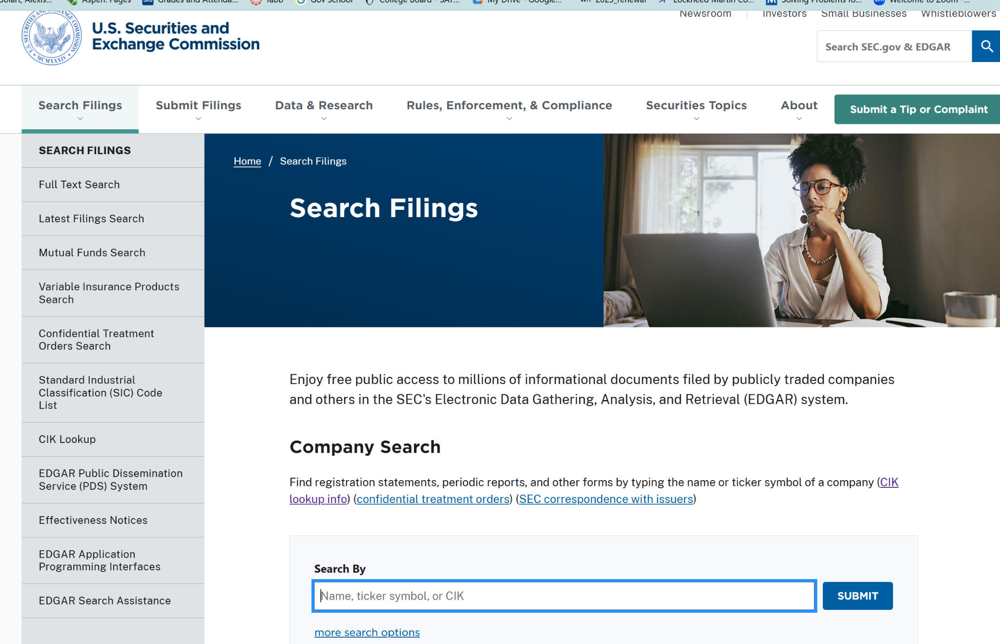 Aspen: Pages
Grades and Attenda...
Tabb
Gov School
College Board - SAT...
My Drive - Google...
2023_renewal
Lockheed Martin Co...
Solving Problems fo...
Welcome to Zoom -...
U.S. Securities and
Exchange Commission
MCMXXXIV
Newsroom
Investors
Small Businesses
Whistleblowers
Search SEC.gov & EDGAR
Search Filings
Submit Filings
Data & Research
Rules, Enforcement, & Compliance
Securities Topics
About
Submit a Tip or Complaint
SEARCH FILINGS
Full Text Search
Latest Filings Search
Mutual Funds Search
Variable Insurance Products
Search
Confidential Treatment
Orders Search
Standard Industrial
Classification (SIC) Code
List
CIK Lookup
EDGAR Public Dissemination
Service (PDS) System
Effectiveness Notices
EDGAR Application
Programming Interfaces
EDGAR Search Assistance
Home / Search Filings
Search Filings
Enjoy free public access to millions of informational documents filed by publicly traded companies
and others in the SEC's Electronic Data Gathering, Analysis, and Retrieval (EDGAR) system.
Company Search
Find registration statements, periodic reports, and other forms by typing the name or ticker symbol of a company (CIK
lookup info) (confidential treatment orders) (SEC correspondence with issuers)
Search By
Name, ticker symbol, or CIK
SUBMIT
more search options